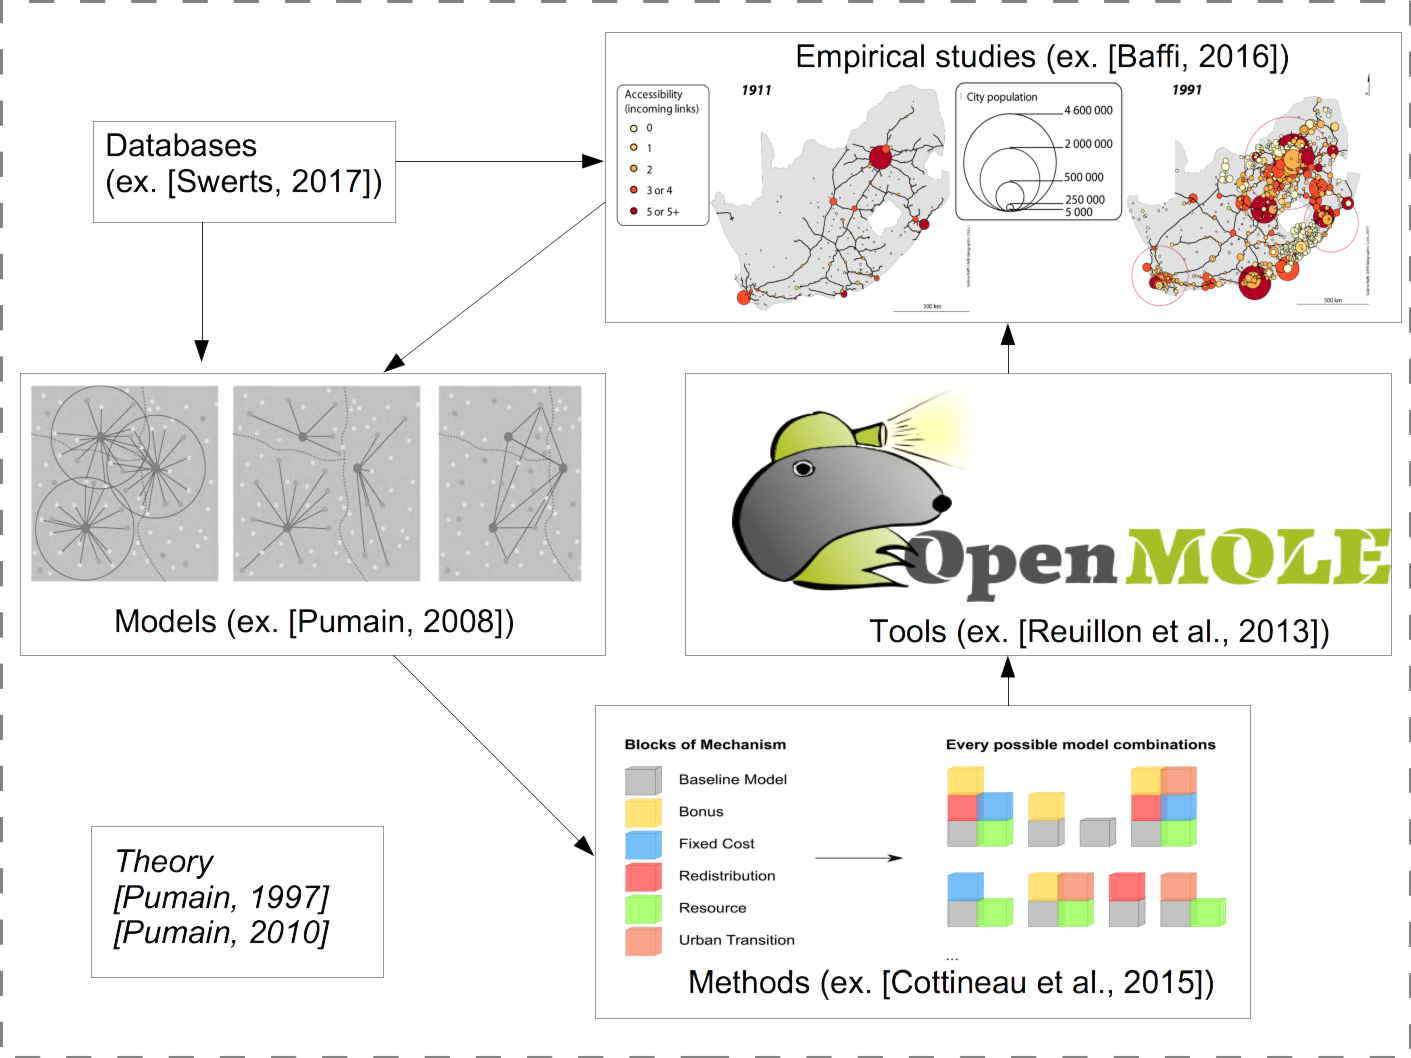 Empirical studies (ex. [Baffi, 2016])
Databases
(ex. [Swerts, 2017])
Accessibility
(incoming links)
0
1
2
3 or 4
5 or 5+
1911
500 km
City population
4 600 000
2 000 000
500 000
250 000
5 000
1991
500 km
Models (ex. [Pumain, 2008])
OpenMOLE
Tools (ex. [Reuillon et al., 2013])
Theory
[Pumain, 1997]
[Pumain, 2010]
Blocks of Mechanism
Baseline Model
Bonus
Fixed Cost
Redistribution
Resource
Urban Transition
Every possible model combinations
...
Methods (ex. [Cottineau et al., 2015])